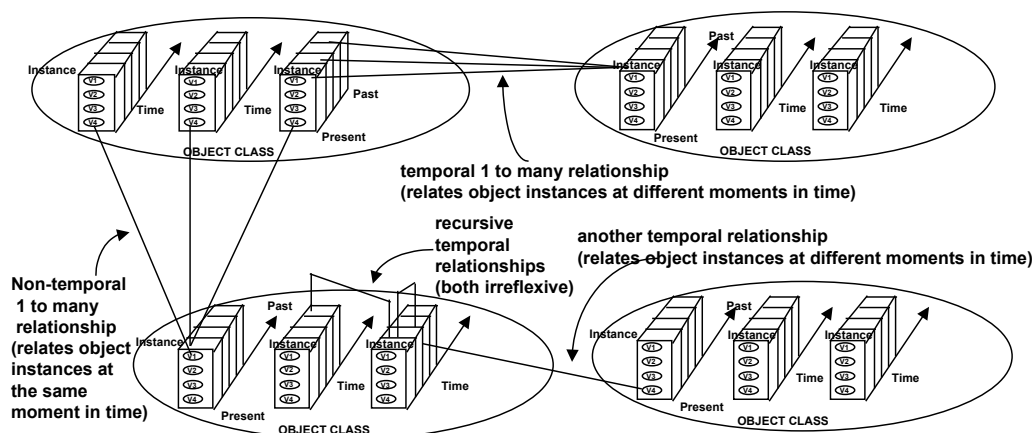 Past
Instance Instance Instance Instance Instance Instance
V1 V1 V1 V1 V1 V1
V2 V2 V2 V2 V2 V2
V3 V3 V3 V3 V3 V3
V4 V4 V4 V4 V4 V4
Past
Time Time Time Time
Present Present
OBJECT CLASS OBJECT CLASS
temporal 1 to many relationship
(relates object instances at different moments in time)
recursive
temporal
relationships
(both irreflexive)
another temporal relationship
(relates object instances at different moments in time)
Non-temporal
1 to many
relationship
(relates object
instances at
the same
moment in time)
Past Past
Instance Instance Instance Instance Instance Instance
V1 V1 V1 V1 V1 V1
V2 V2 V2 V2 V2 V2
V3 V3 V3 V3 V3 V3
V4 V4 V4 V4 V4 V4
Time Time Time Time
Present Present
OBJECT CLASS OBJECT CLASS